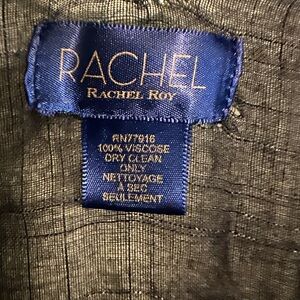 RACHEL
RACHEL ROY
RN77616
100% VISCOSE
DRY CLEAN
ONLY
NETTOYAGE
À SEC
SEULEMENT